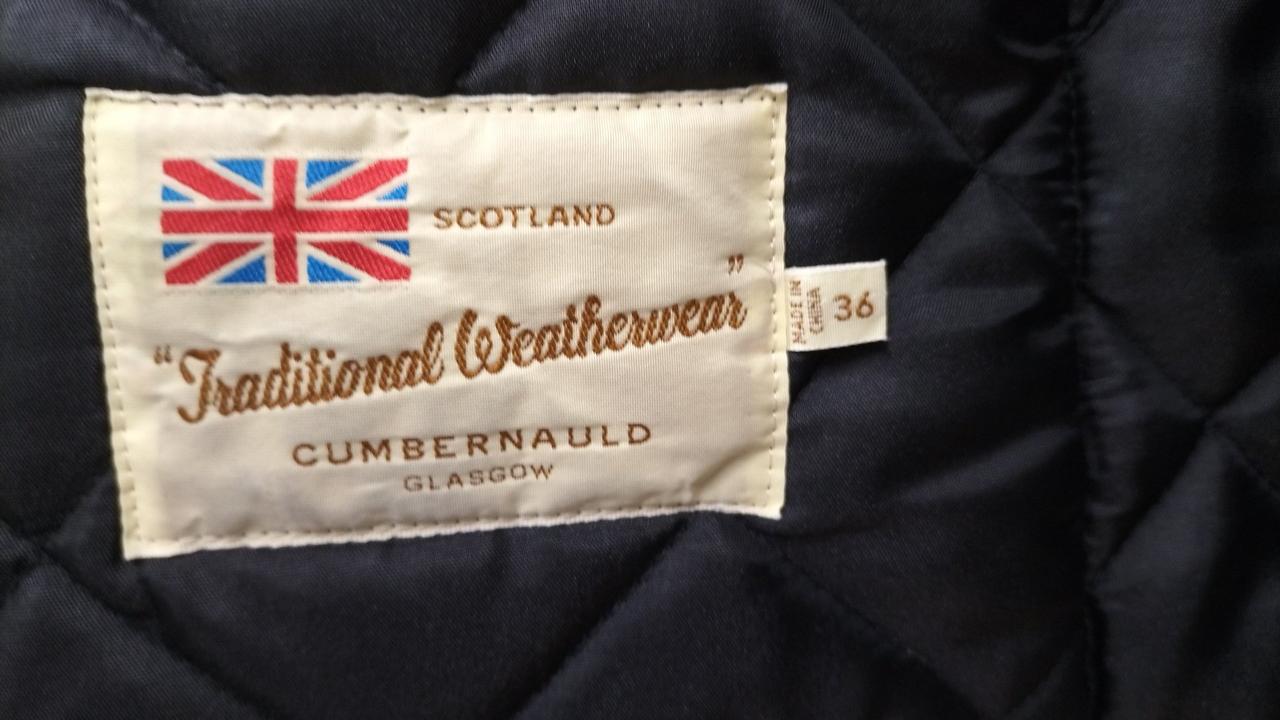 SCOTLAND
"Traditional Weatherwear"
CUMBERNAULD
GLASGOW
MADE IN
CHINA
36